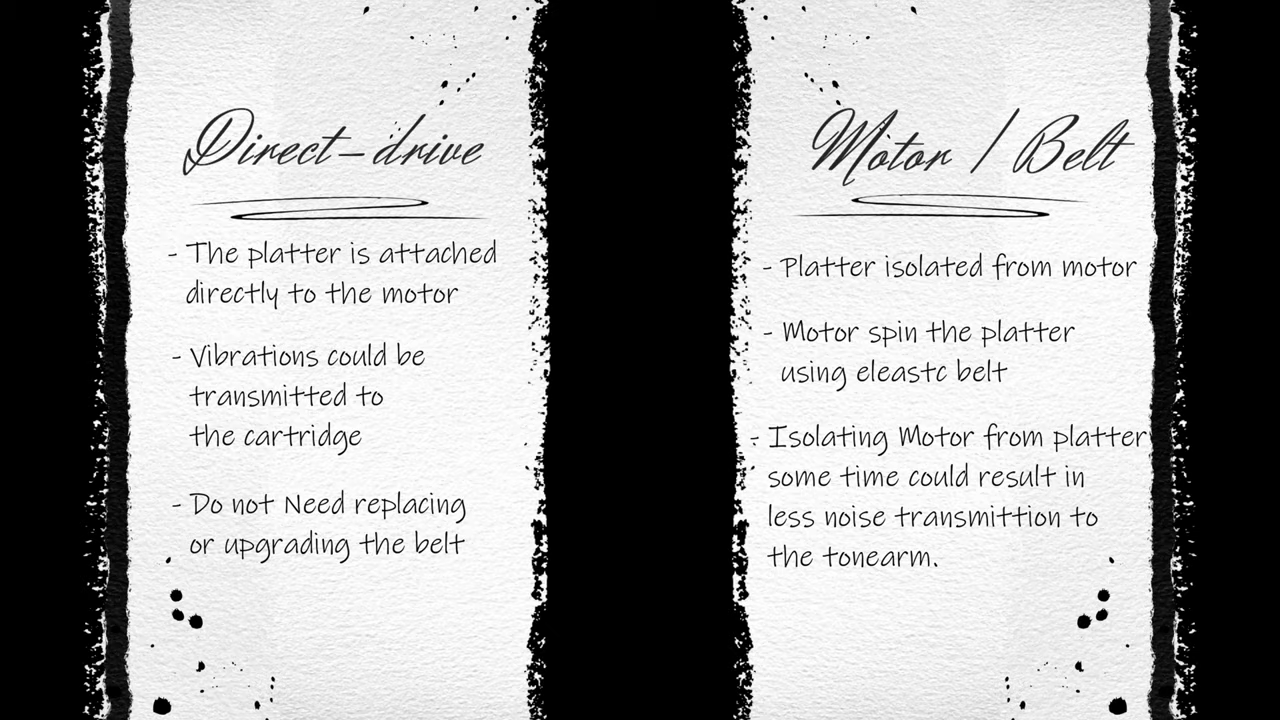 Direct-drive
- The platter is attached
directly to the motor
- Vibrations could be
transmitted to
the cartridge
- Do not Need replacing
or upgrading the belt
Motor / Belt
- Platter isolated from motor
- Motor spin the platter
using eleastc belt
- Isolating Motor from platter
some time could result in
less noise transmittion to
the tonearm.